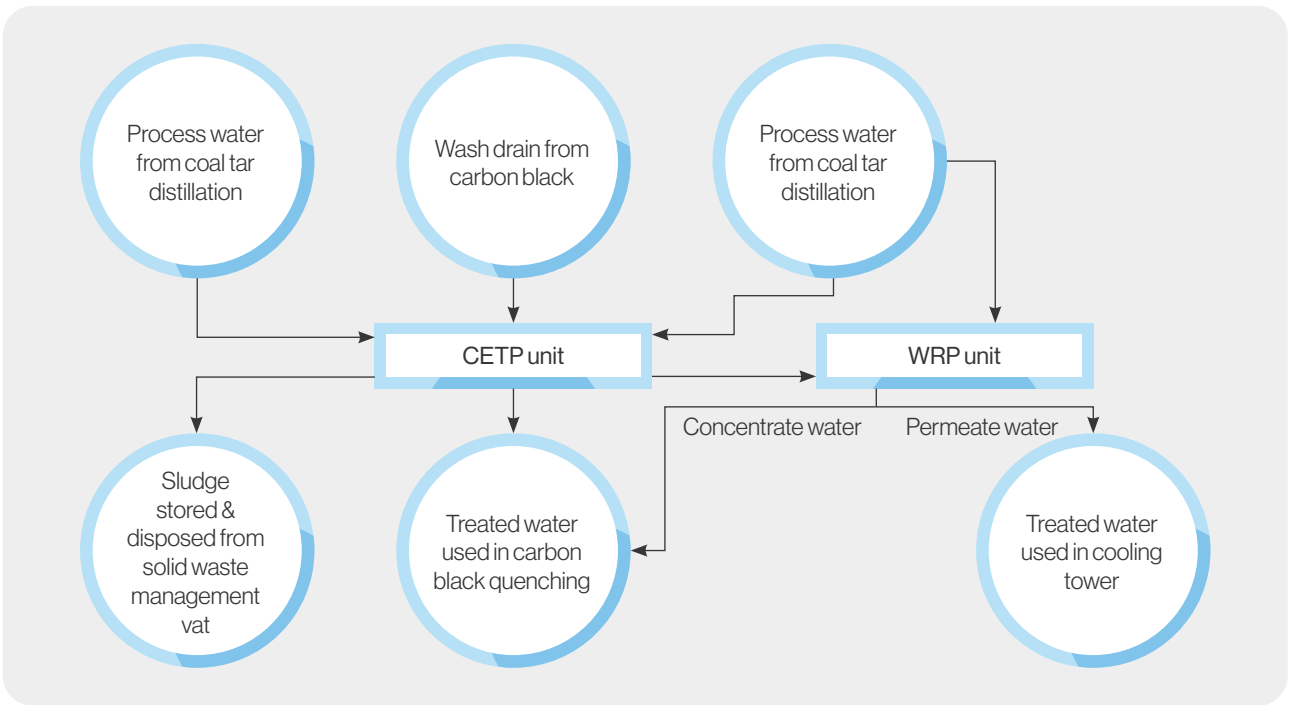 Process water
from coal tar
distillation
Wash drain from
carbon black
Process water
from coal tar
distillation
CETP unit
WRP unit
Concentrate water
Permeate water
Sludge
stored &
disposed from
solid waste
management
vat
Treated water
used in carbon
black quenching
Treated water
used in cooling
tower